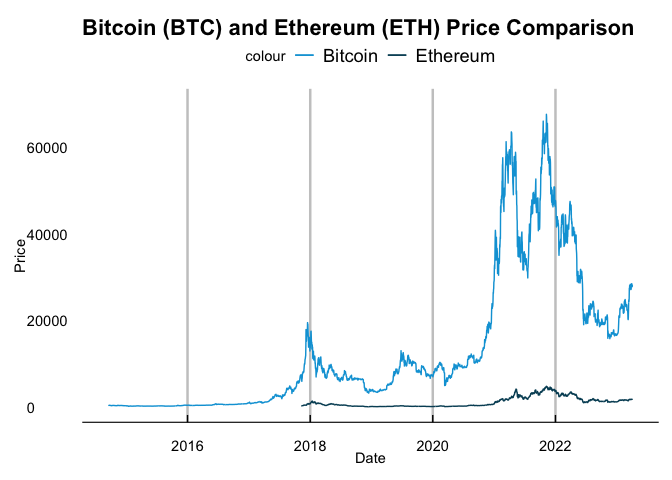 Bitcoin (BTC) and Ethereum (ETH) Price Comparison
colour Bitcoin Ethereum
60000
40000
Price
20000
0
2016 2018 2020 2022
Date